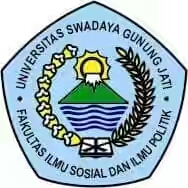 UNIVERSITAS SWADAYA GUNUNG JATI
FAKULTAS ILMU SOSIAL DAN ILMU POLITIK